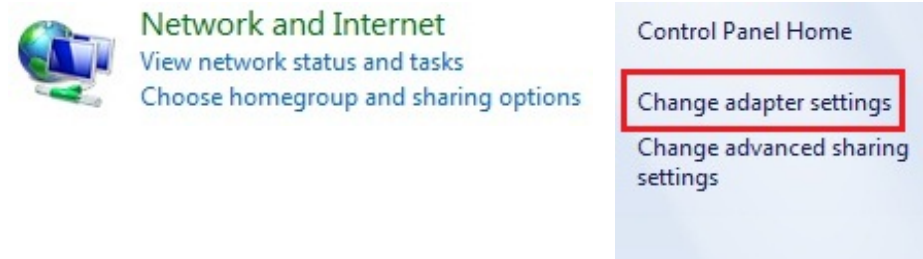 Network and Internet
View network status and tasks
Choose homegroup and sharing options
Control Panel Home
Change adapter settings
Change advanced sharing
settings